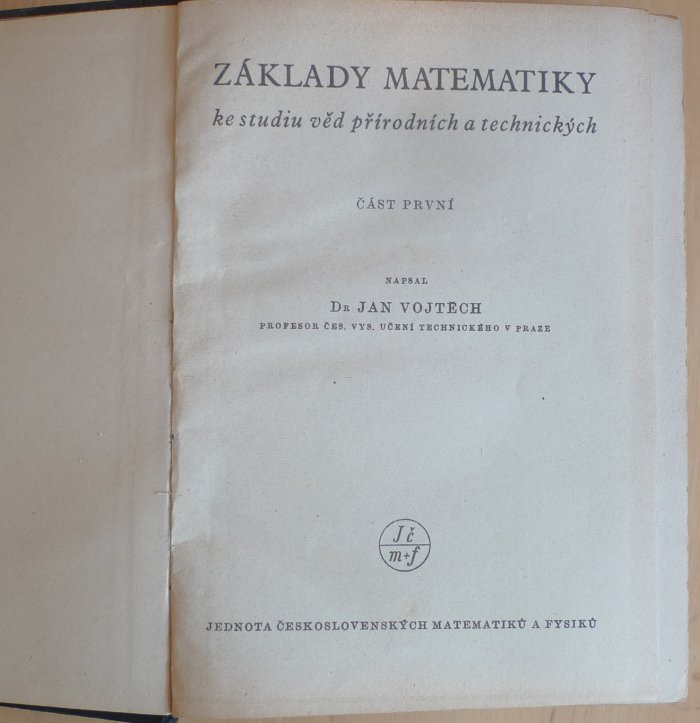 ZÁKLADY MATEMATIKY
ke studiu věd přírodních a technických
ČÁST PRVNÍ
NAPSAL
DR JAN VOJTĚCH
PROFESOR ČES. VYS. UČENÍ TECHNICKÉHO V PRAZE
Jč
m+f
JEDNOTA ČESKOSLOVENSKÝCH MATEMATIKŮ A FYSIKŮ